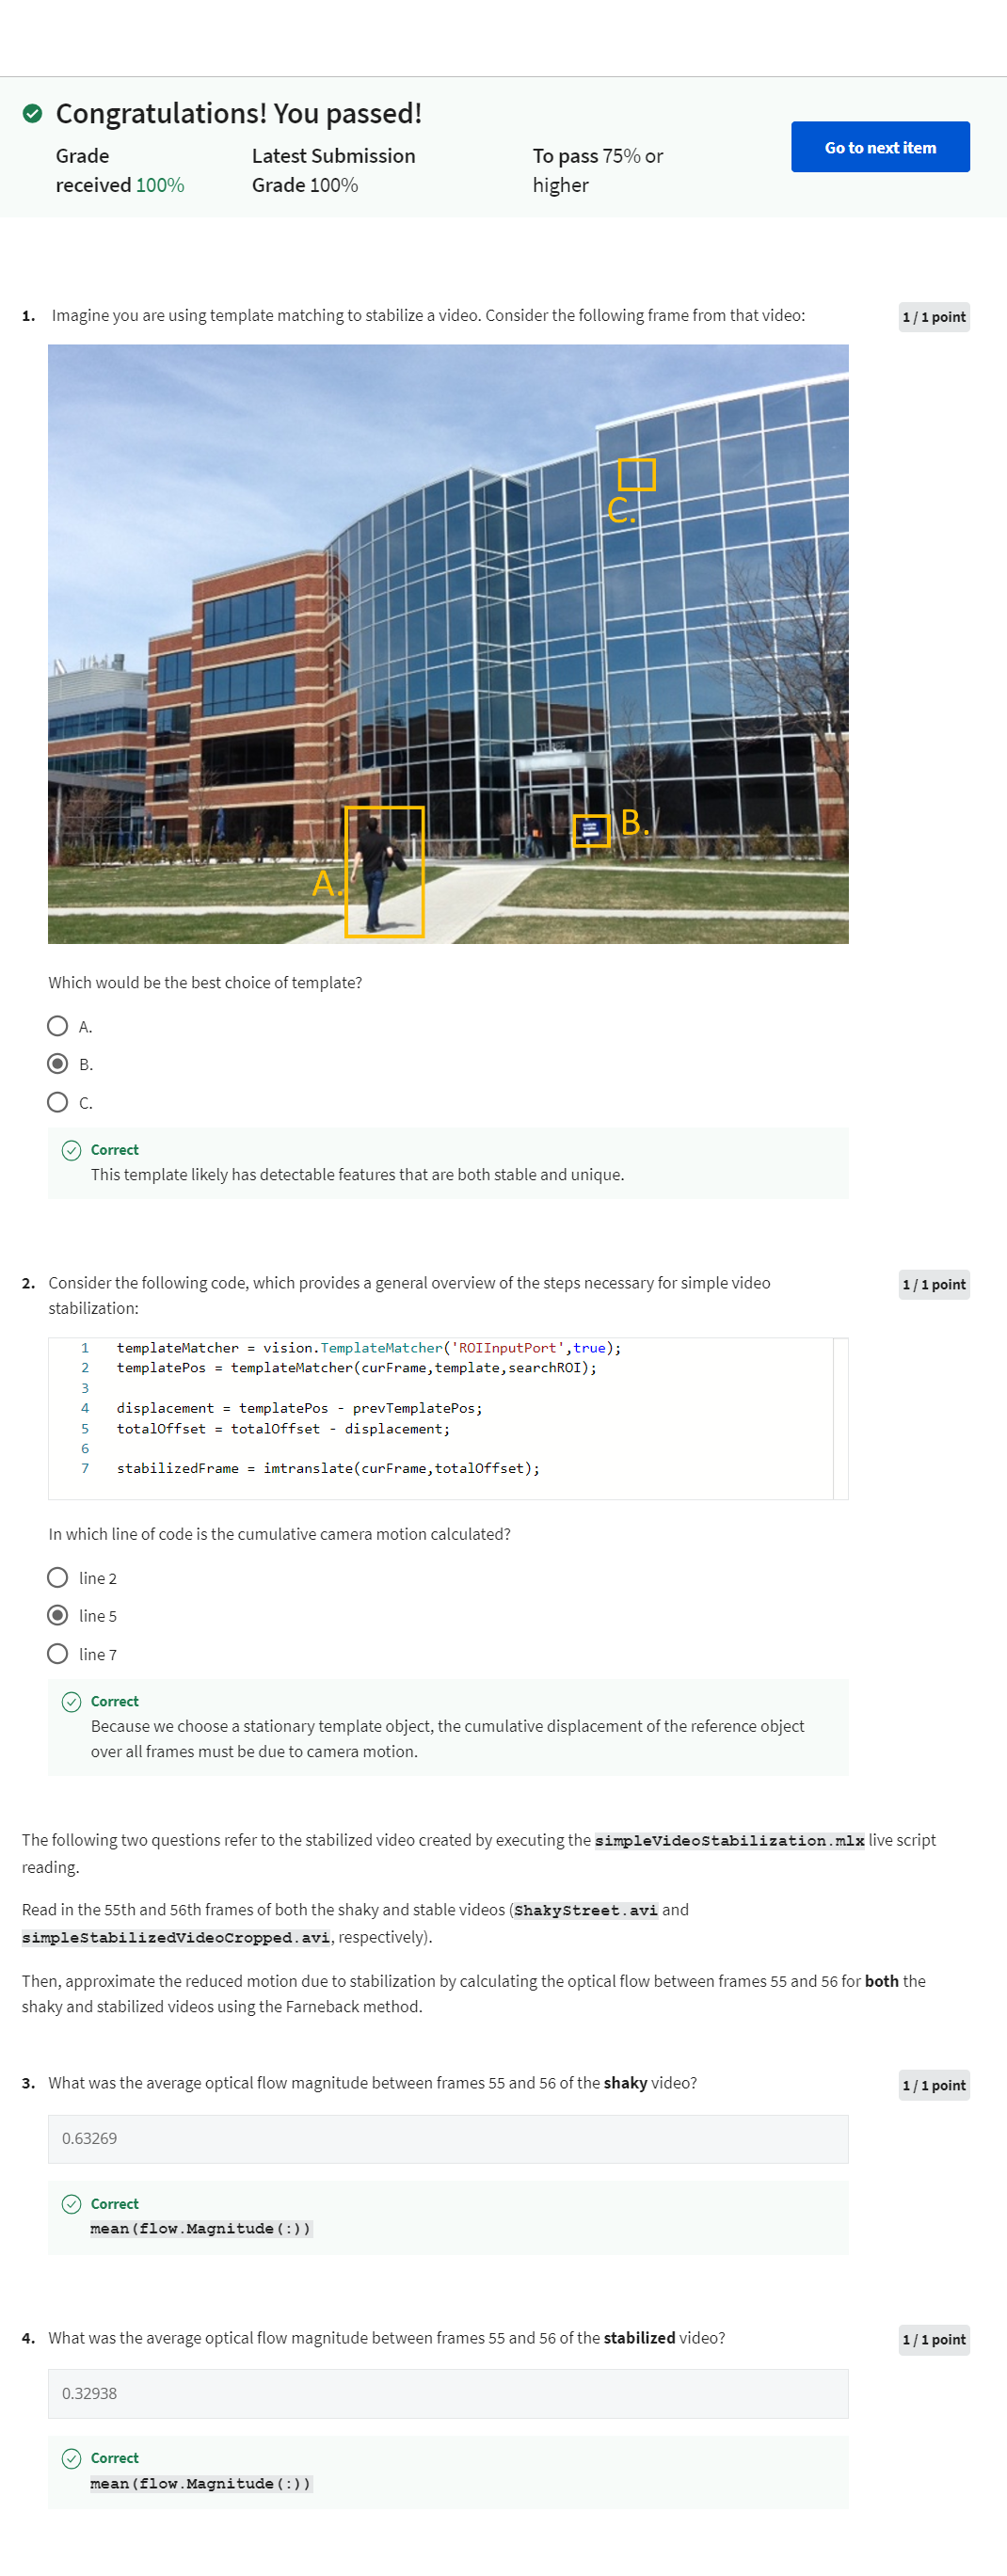 Congratulations! You passed!
Go to next item
Grade
received 100%
Latest Submission
Grade 100%
To pass 75% or
higher
1. Imagine you are using template matching to stabilize a video. Consider the following frame from that video:
1 / 1 point
C.
B.
A.
Which would be the best choice of template?
A.
B.
C.
Correct
This template likely has detectable features that are both stable and unique.
2. Consider the following code, which provides a general overview of the steps necessary for simple video
stabilization:
1 / 1 point
1 templateMatcher = vision.TemplateMatcher('ROIInputPort',true);
2 templatePos = templateMatcher(curFrame,template,searchROI);
3
4 displacement = templatePos - prevTemplatePos;
5 totalOffset = totalOffset - displacement;
6
7 stabilizedFrame = imtranslate(curFrame,totalOffset);
In which line of code is the cumulative camera motion calculated?
line 2
line 5
line 7
Correct
Because we choose a stationary template object, the cumulative displacement of the reference object
over all frames must be due to camera motion.
The following two questions refer to the stabilized video created by executing the simpleVideoStabilization.mlx live script
reading.
Read in the 55th and 56th frames of both the shaky and stable videos (ShakyStreet.avi and
simpleStabilizedVideoCropped.avi, respectively).
Then, approximate the reduced motion due to stabilization by calculating the optical flow between frames 55 and 56 for both the
shaky and stabilized videos using the Farneback method.
3. What was the average optical flow magnitude between frames 55 and 56 of the shaky video?
1 / 1 point
0.63269
Correct
mean(flow.Magnitude(:))
4. What was the average optical flow magnitude between frames 55 and 56 of the stabilized video?
1 / 1 point
0.32938
Correct
mean(flow.Magnitude(:))